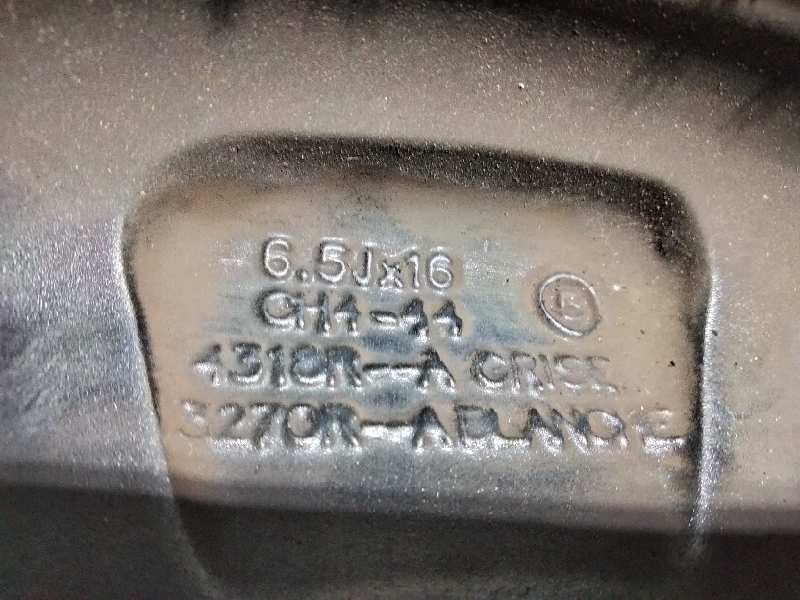 6.5Jx16
CH4-44
4318R-A GRISE
3270R-A BLANCHE